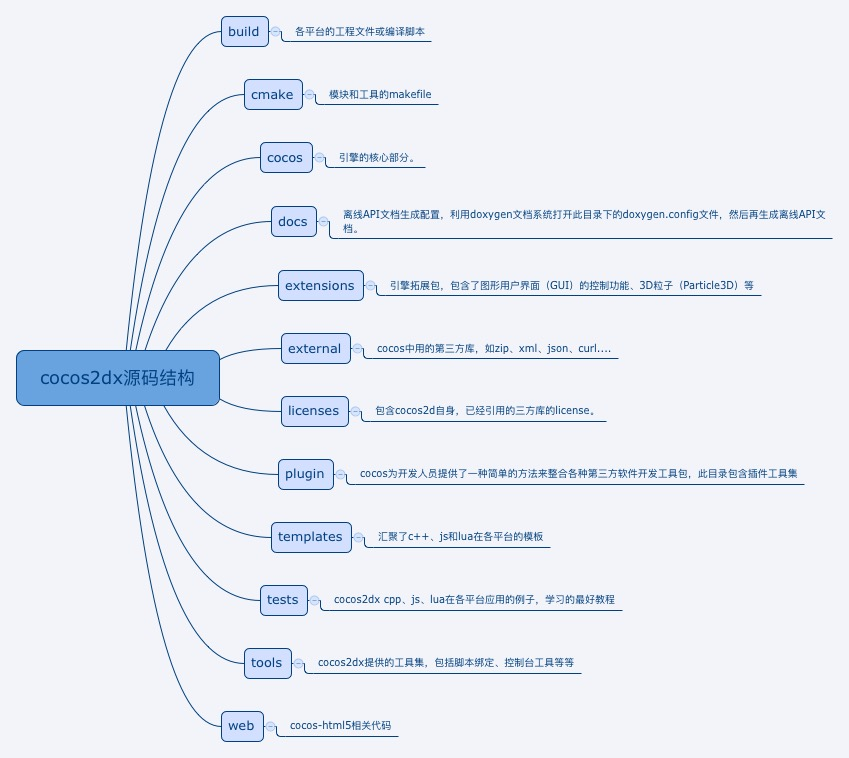 build
各平台的工程文件或编译脚本
cmake
模块和工具的makefile
cocos
引擎的核心部分。
docs
离线API文档生成配置，利用doxygen文档系统打开此目录下的doxygen.config文件，然后再生成离线API文
档。
extensions
引擎拓展包，包含了图形用户界面（GUI）的控制功能、3D粒子（Particle3D）等
external
cocos中用的第三方库，如zip、xml、json、curl....
cocos2dx源码结构
licenses
包含cocos2d自身，已经引用的三方库的license。
plugin
cocos为开发人员提供了一种简单的方法来整合各种第三方软件开发工具包，此目录包含插件工具集
templates
汇聚了c++、js和lua在各平台的模板
tests
cocos2dx cpp、js、lua在各平台应用的例子，学习的最好教程
tools
cocos2dx提供的工具集，包括脚本绑定、控制台工具等等
web
cocos-html5相关代码